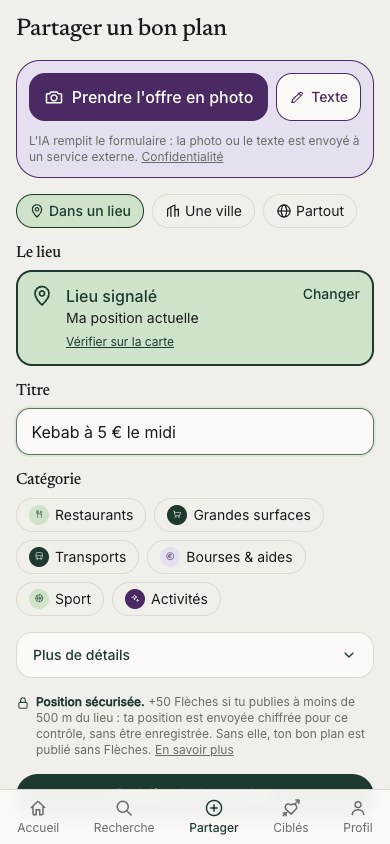 Partager un bon plan
Prendre l'offre en photo
Texte
L'IA remplit le formulaire : la photo ou le texte est envoyé à
un service externe. Confidentialité
Dans un lieu
Une ville
Partout
Le lieu
Lieu signalé
Changer
Ma position actuelle
Vérifier sur la carte
Titre
Kebab à 5 € le midi
Catégorie
Restaurants
Grandes surfaces
Transports
Bourses & aides
Sport
Activités
Plus de détails
Position sécurisée. +50 Flèches si tu publies à moins de
500 m du lieu : ta position est envoyée chiffrée pour ce
contrôle, sans être enregistrée. Sans elle, ton bon plan est
publié sans Flèches. En savoir plus
Accueil
Recherche
Partager
Ciblés
Profil